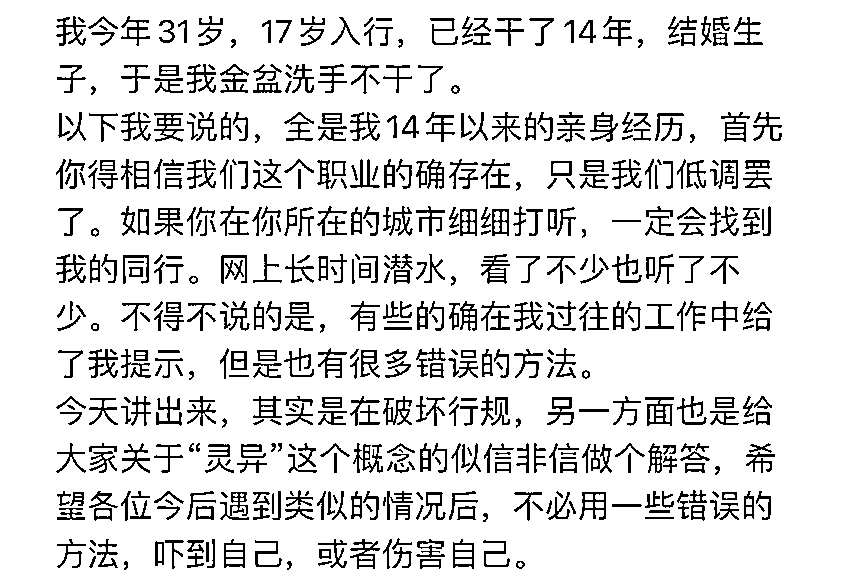 我今年31岁，17岁入行，已经干了14年，结婚生
子，于是我金盆洗手不干了。
以下我要说的，全是我14年以来的亲身经历，首先
你得相信我们这个职业的确存在，只是我们低调罢
了。如果你在你所在的城市细细打听，一定会找到
我的同行。网上长时间潜水，看了不少也听了不
少。不得不说的是，有些的确在我过往的工作中给
了我提示，但是也有很多错误的方法。
今天讲出来，其实是在破坏行规，另一方面也是给
大家关于“灵异”这个概念的似信非信做个解答，希
望各位今后遇到类似的情况后，不必用一些错误的
方法，吓到自己，或者伤害自己。